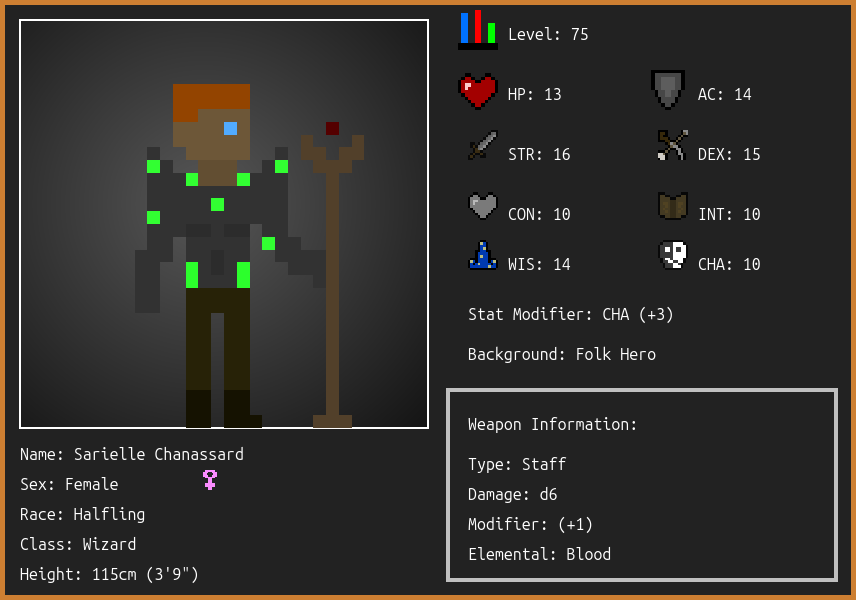 Level: 75
HP: 13
AC: 14
STR: 16
DEX: 15
CON: 10
INT: 10
WIS: 14
CHA: 10
Stat Modifier: CHA (+3)
Background: Folk Hero
Name: Sarielle Chanassard
Sex: Female
Race: Halfling
Class: Wizard
Height: 115cm (3'9")
Weapon Information:
Type: Staff
Damage: d6
Modifier: (+1)
Elemental: Blood